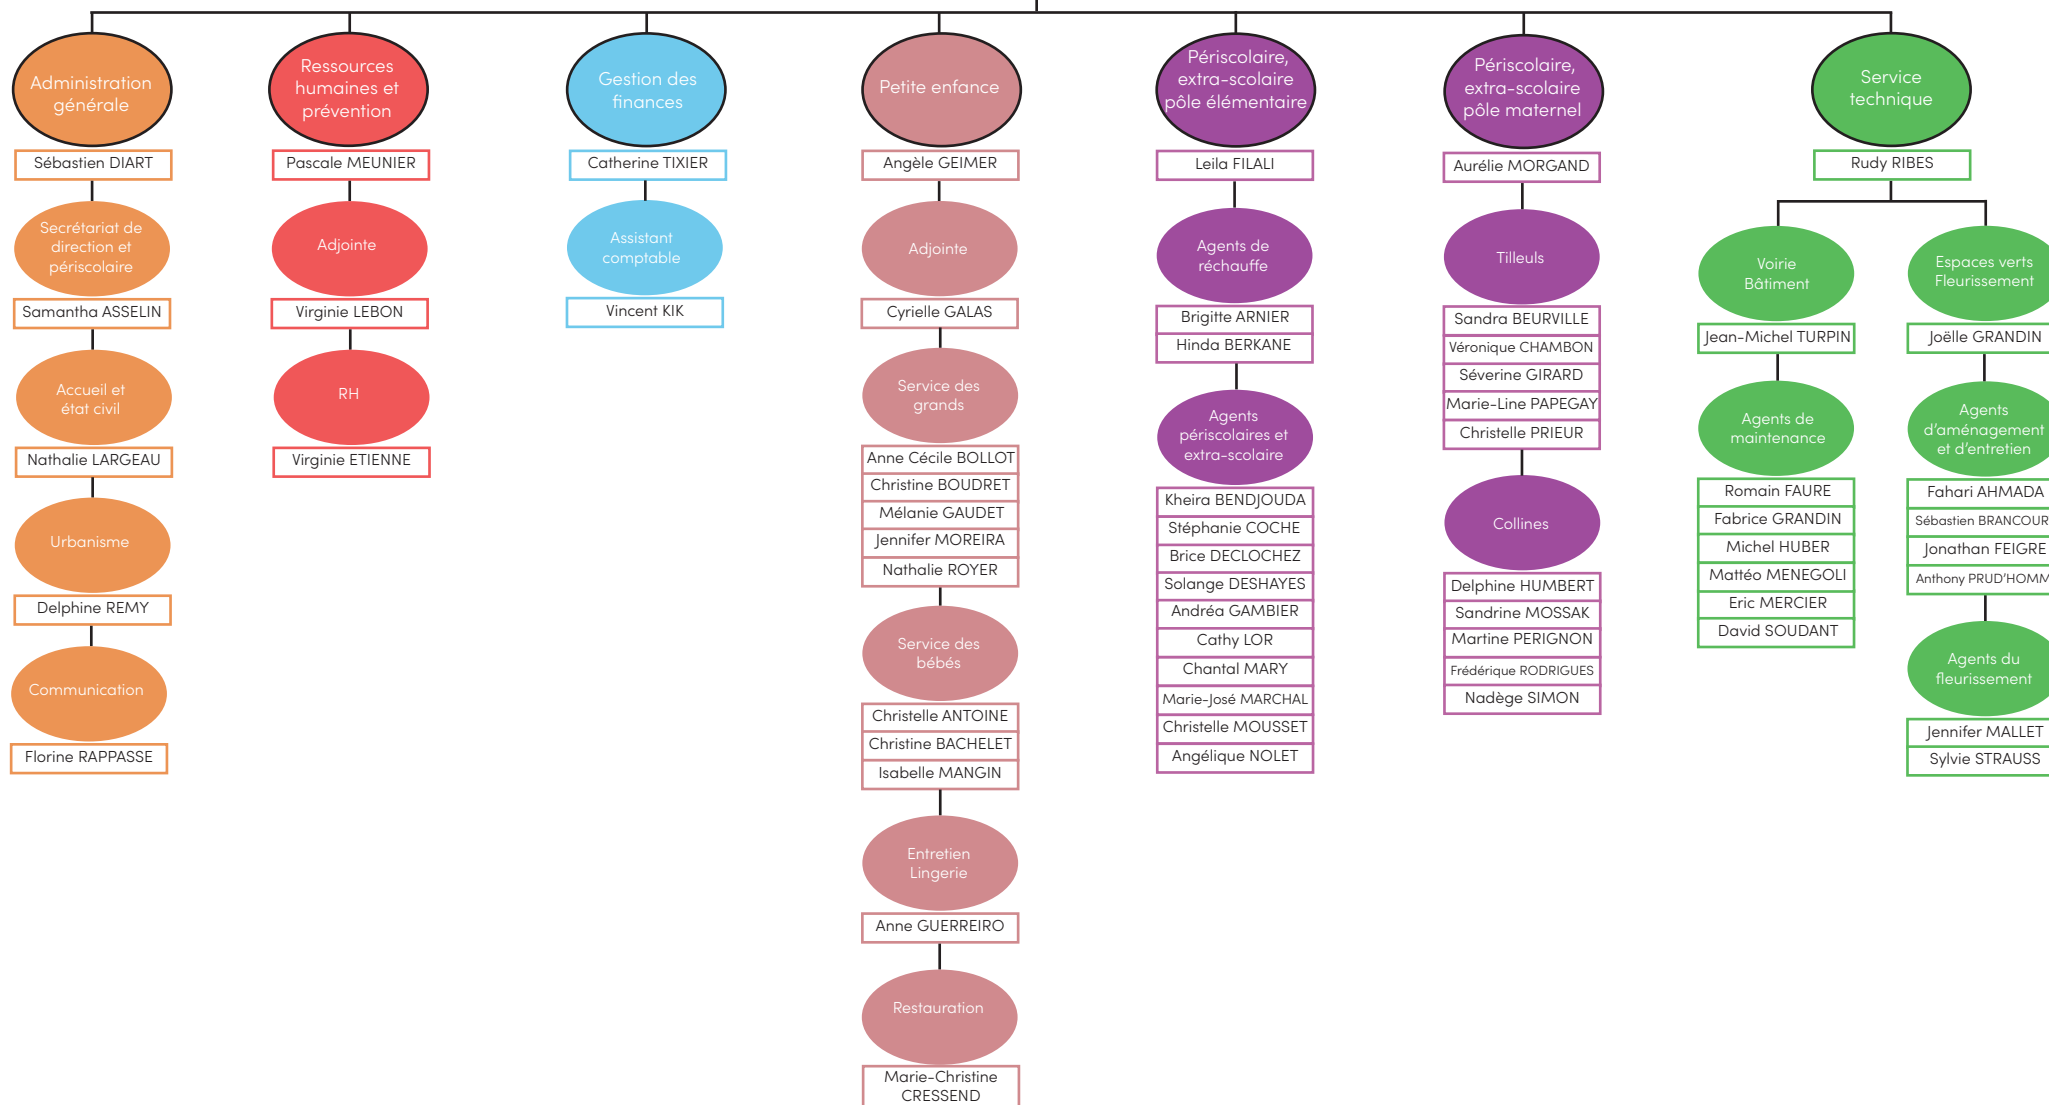 Administration
générale
Sébastien DIART
Secrétariat de
direction et
périscolaire
Samantha ASSELIN
Accueil et
état civil
Nathalie LARGEAU
Urbanisme
Delphine REMY
Communication
Florine RAPPASSE
Ressources
humaines et
prévention
Pascale MEUNIER
Adjointe
Virginie LEBON
RH
Virginie ETIENNE
Gestion des
finances
Catherine TIXIER
Assistant
comptable
Vincent KIK
Petite enfance
Angèle GEIMER
Adjointe
Cyrielle GALAS
Service des
grands
Anne Cécile BOLLOT
Christine BOUDRET
Mélanie GAUDET
Jennifer MOREIRA
Nathalie ROYER
Service des
bébés
Christelle ANTOINE
Christine BACHELET
Isabelle MANGIN
Entretien
Lingerie
Anne GUERREIRO
Restauration
Marie-Christine
CRESSEND
Périscolaire,
extra-scolaire
pôle élémentaire
Leila FILALI
Agents de
réchauffe
Brigitte ARNIER
Hinda BERKANE
Agents
périscolaires et
extra-scolaire
Kheira BENDJOUDA
Stéphanie COCHE
Brice DECLOCHEZ
Solange DESHAYES
Andréa GAMBIER
Cathy LOR
Chantal MARY
Marie-José MARCHAL
Christelle MOUSSET
Angélique NOLET
Périscolaire,
extra-scolaire
pôle maternel
Aurélie MORGAND
Tilleuls
Sandra BEURVILLE
Véronique CHAMBON
Séverine GIRARD
Marie-Line PAPEGAY
Christelle PRIEUR
Collines
Delphine HUMBERT
Sandrine MOSSAK
Martine PERIGNON
Frédérique RODRIGUES
Nadège SIMON
Service
technique
Rudy RIBES
Voirie
Bâtiment
Jean-Michel TURPIN
Agents de
maintenance
Romain FAURE
Fabrice GRANDIN
Michel HUBER
Mattéo MENEGOLI
Eric MERCIER
David SOUDANT
Espaces verts
Fleurissement
Joëlle GRANDIN
Agents
d'aménagement
et d'entretien
Fahari AHMADA
Sébastien BRANCOUR
Jonathan FEIGRE
Anthony PRUD'HOMM
Agents du
fleurissement
Jennifer MALLET
Sylvie STRAUSS